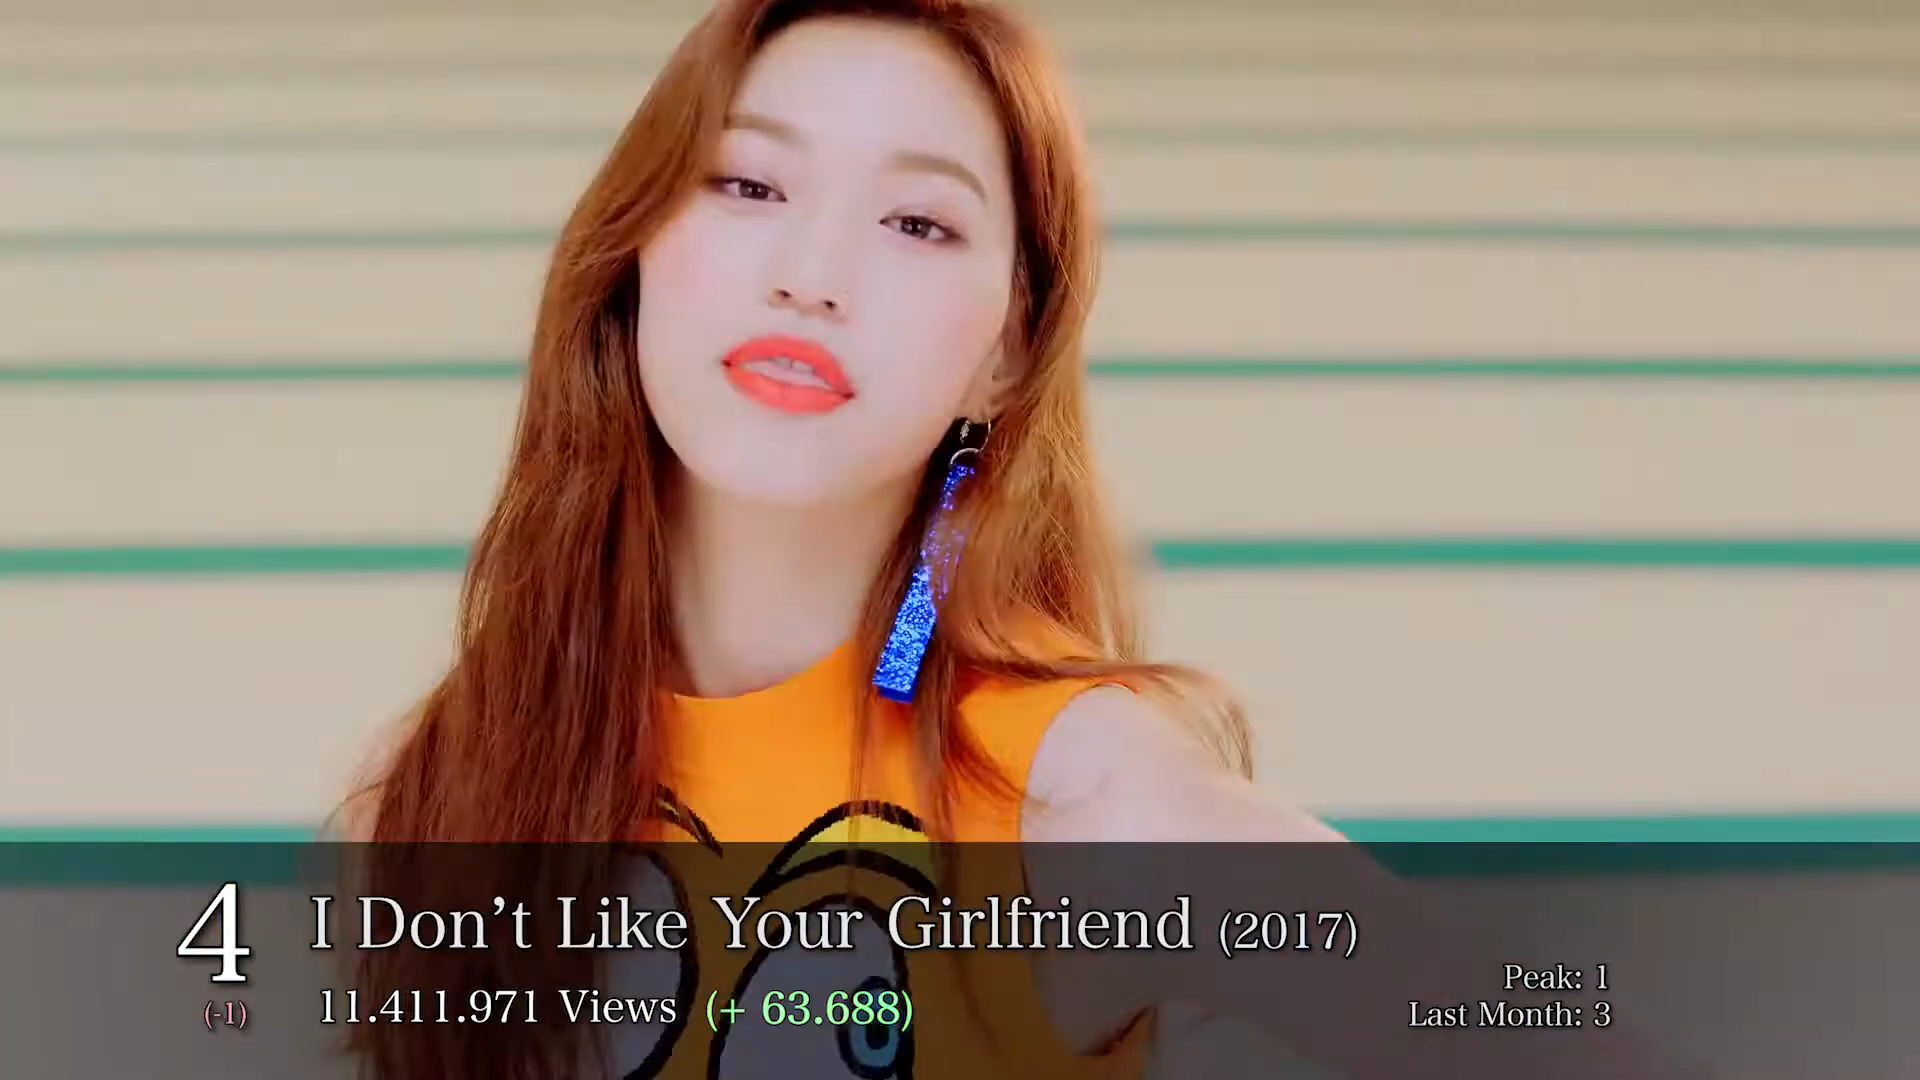 4 I Don't Like Your Girlfriend (2017)
(-1) 11.411.971 Views (+ 63.688)
Peak: 1
Last Month: 3